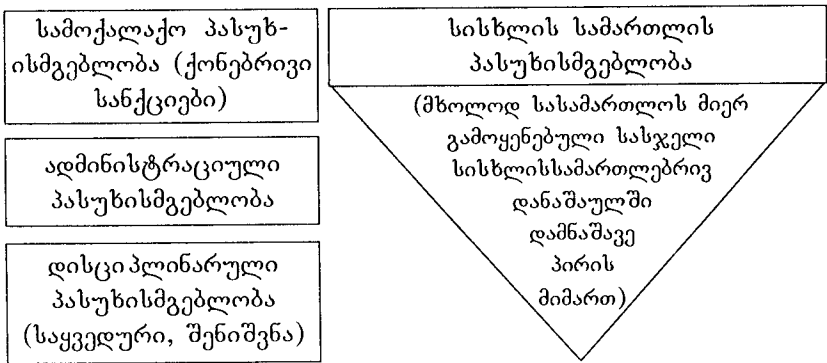 სამოქალაქო პასუხ-
ისმგებლობა (ქონებრივი
სანქციები)
ადმინისტრაციული
პასუხისმგებლობა
დისციპლინარული
პასუხისმგებლობა
(საყვედური, შენიშვნა)
სისხლის სამართლის
პასუხისმგებლობა
(მხოლოდ სასამართლოს მიერ
გამოყენებული სასჯელი
სისხლისსამართლებრივ
დანაშაულში
დამნაშავე
პირის
მიმართ)